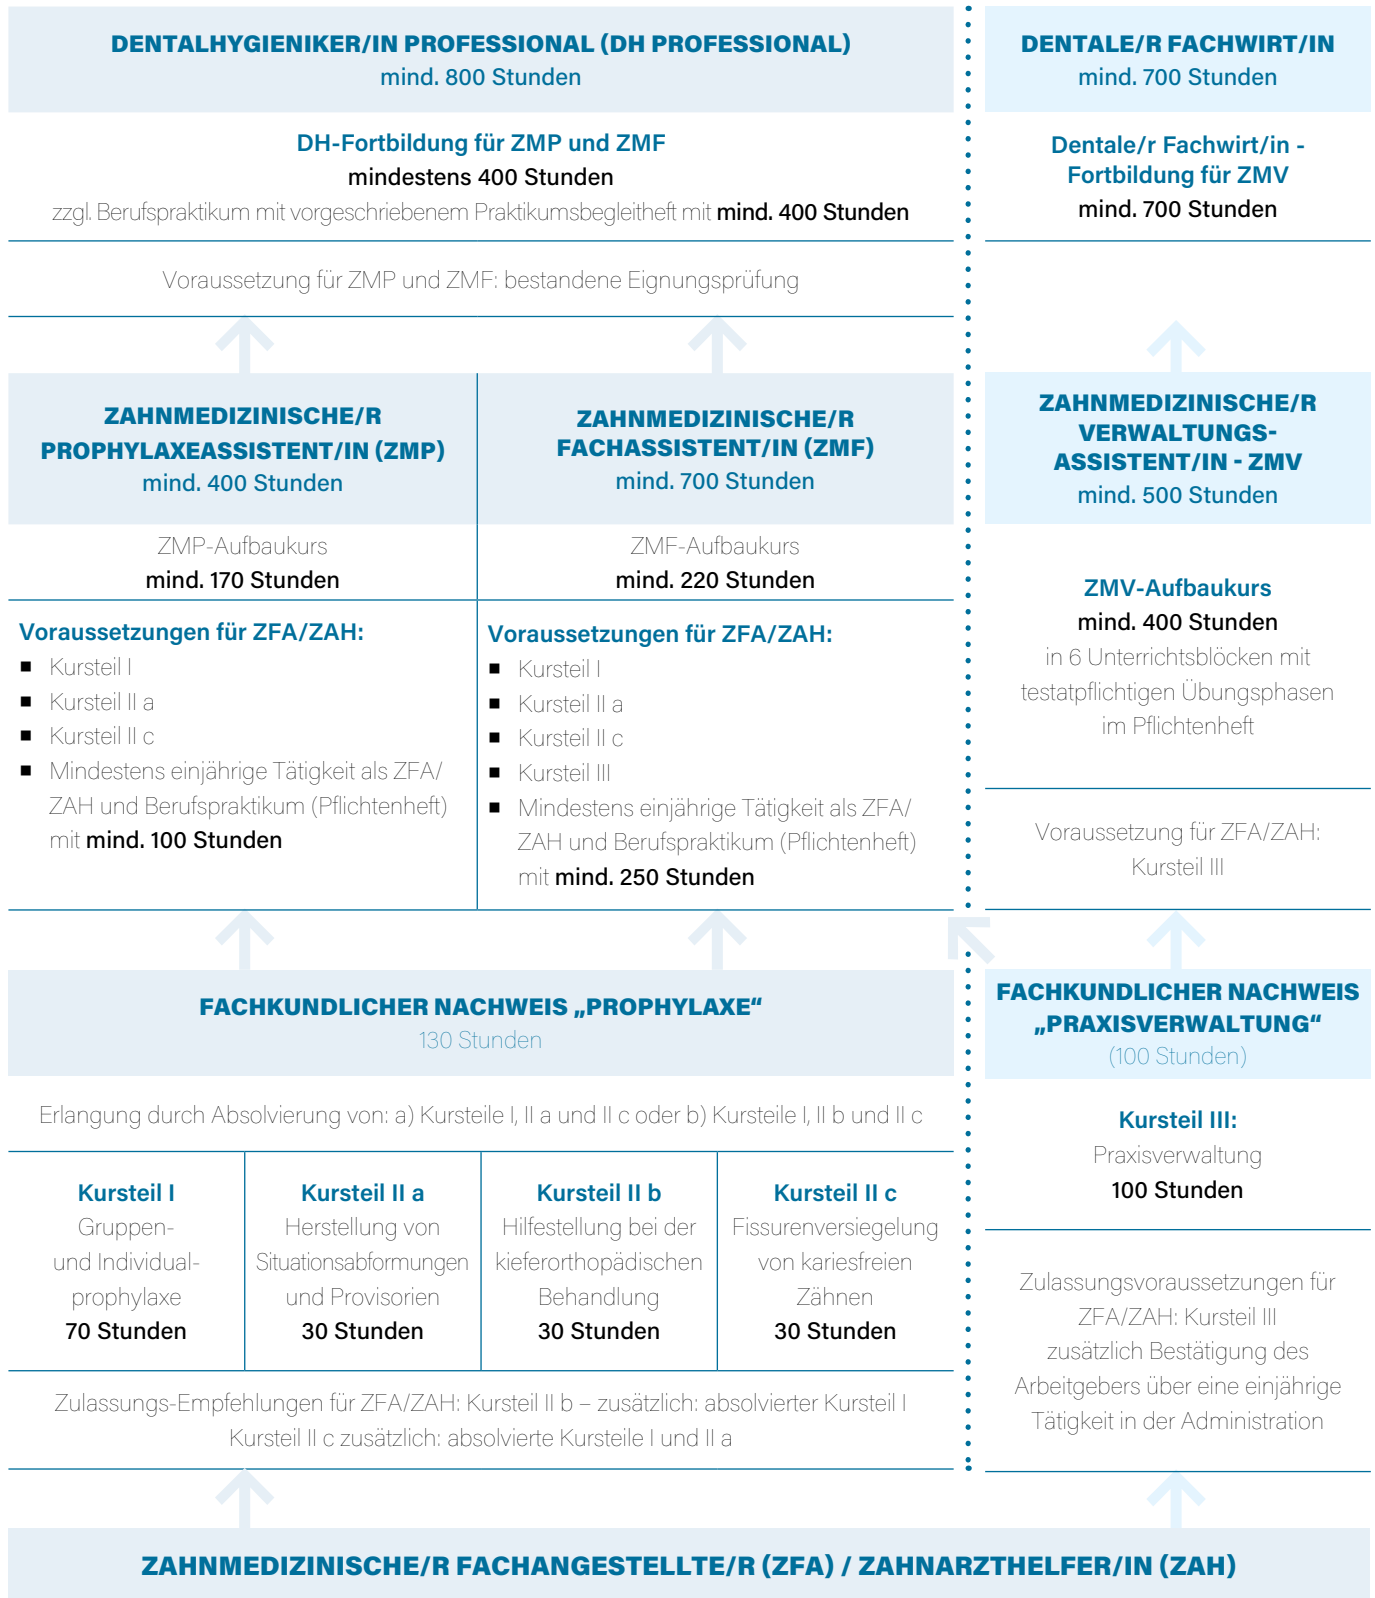 DENTALHYGIENIKER/IN PROFESSIONAL (DH PROFESSIONAL)
mind. 800 Stunden
DH-Fortbildung für ZMP und ZMF
mindestens 400 Stunden
zzgl. Berufspraktikum mit vorgeschriebenem Praktikumsbegleitheft mit mind. 400 Stunden
Voraussetzung für ZMP und ZMF: bestandene Eignungsprüfung
DENTALE/R FACHWIRT/IN
mind. 700 Stunden
Dentale/r Fachwirt/in -
Fortbildung für ZMV
mind. 700 Stunden
ZAHNMEDIZINISCHE/R
PROPHYLAXEASSISTENT/IN (ZMP)
mind. 400 Stunden
ZMP-Aufbaukurs
mind. 170 Stunden
Voraussetzungen für ZFA/ZAH:
■ Kursteil I
■ Kursteil II a
■ Kursteil II c
■ Mindestens einjährige Tätigkeit als ZFA/
ZAH und Berufspraktikum (Pflichtenheft)
mit mind. 100 Stunden
ZAHNMEDIZINISCHE/R
FACHASSISTENT/IN (ZMF)
mind. 700 Stunden
ZMF-Aufbaukurs
mind. 220 Stunden
Voraussetzungen für ZFA/ZAH:
■ Kursteil I
■ Kursteil II a
■ Kursteil II c
■ Kursteil III
■ Mindestens einjährige Tätigkeit als ZFA/
ZAH und Berufspraktikum (Pflichtenheft)
mit mind. 250 Stunden
ZAHNMEDIZINISCHE/R
VERWALTUNGS-
ASSISTENT/IN - ZMV
mind. 500 Stunden
ZMV-Aufbaukurs
mind. 400 Stunden
in 6 Unterrichtsblöcken mit
testatpflichtigen Übungsphasen
im Pflichtenheft
Voraussetzung für ZFA/ZAH:
Kursteil III
FACHKUNDLICHER NACHWEIS „PROPHYLAXE“
130 Stunden
Erlangung durch Absolvierung von: a) Kursteile I, II a und II c oder b) Kursteile I, II b und II c
Kursteil I
Gruppen-
und Individual-
prophylaxe
70 Stunden
Kursteil II a
Herstellung von
Situationsabformungen
und Provisorien
30 Stunden
Kursteil II b
Hilfestellung bei der
kieferorthopädischen
Behandlung
30 Stunden
Kursteil II c
Fissurenversiegelung
von kariesfreien
Zähnen
30 Stunden
Zulassungs-Empfehlungen für ZFA/ZAH: Kursteil II b – zusätzlich: absolvierter Kursteil I
Kursteil II c zusätzlich: absolvierte Kursteile I und II a
FACHKUNDLICHER NACHWEIS
„PRAXISVERWALTUNG“
(100 Stunden)
Kursteil III:
Praxisverwaltung
100 Stunden
Zulassungsvoraussetzungen für
ZFA/ZAH: Kursteil III
zusätzlich Bestätigung des
Arbeitgebers über eine einjährige
Tätigkeit in der Administration
ZAHNMEDIZINISCHE/R FACHANGESTELLTE/R (ZFA) / ZAHNARZTHELFER/IN (ZAH)